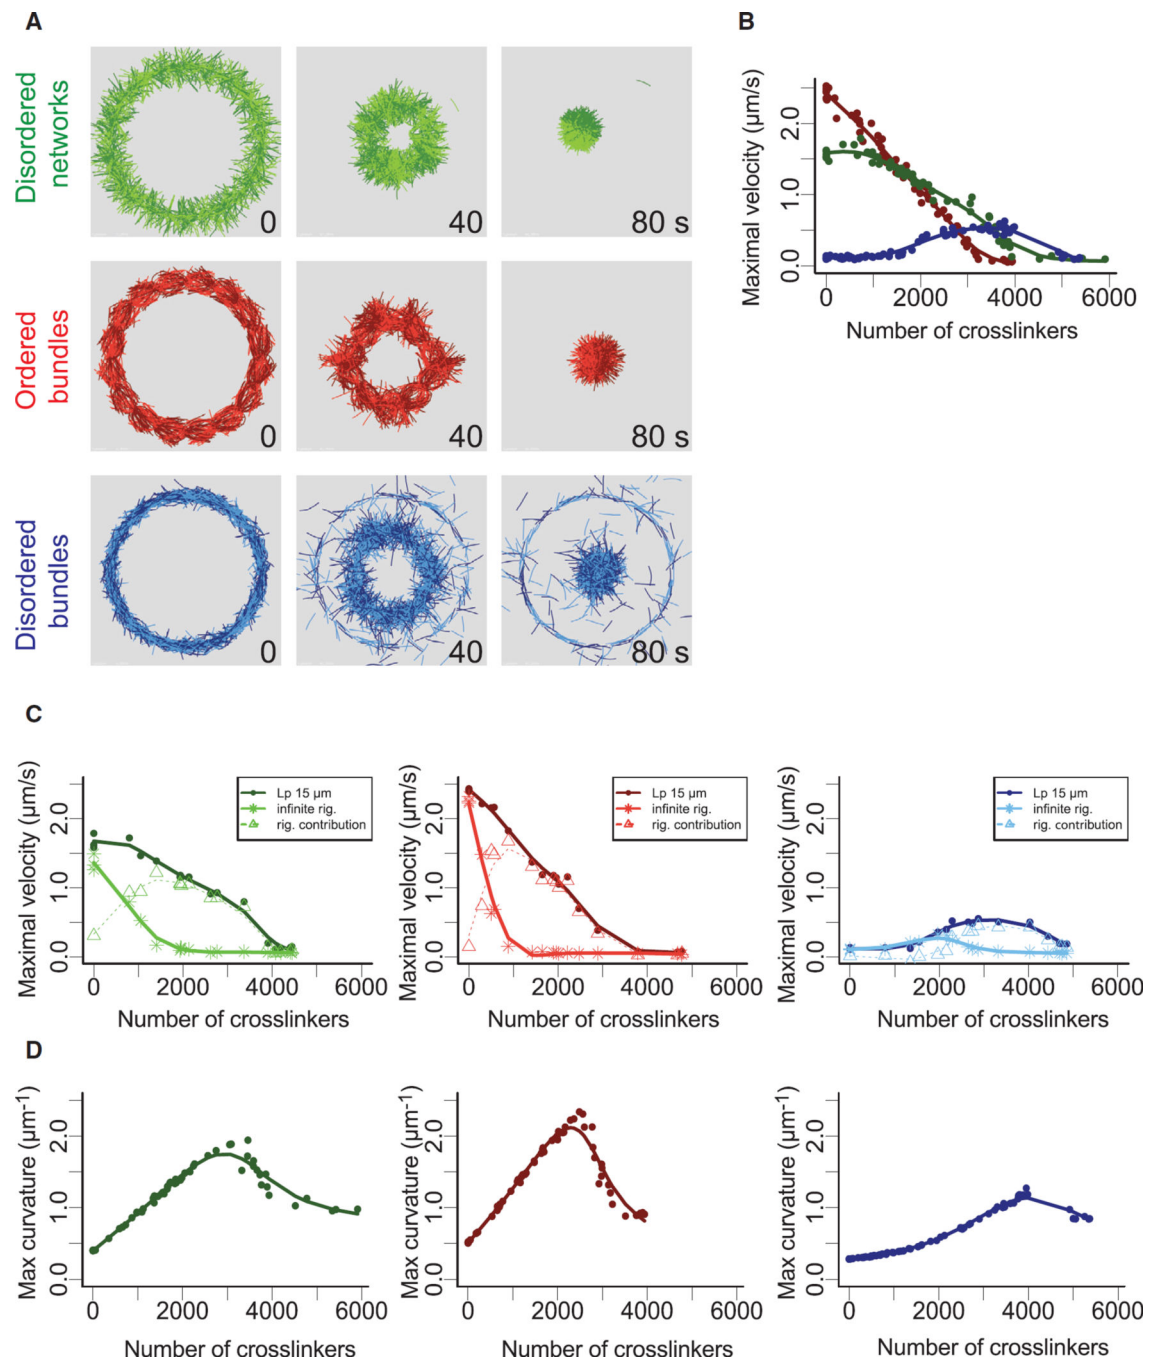 A
B
Disordered
networks
0
40
80 s
Ordered
bundles
0
40
80 s
Disordered
bundles
0
40
80 s
Maximal velocity (µm/s)
2.0
1.0
0.0
0
2000
4000
6000
Number of crosslinkers
C
Maximal velocity (µm/s)
2.0
1.0
0.0
Lp 15 µm
infinite rig.
rig. contribution
0
2000
4000
6000
Number of crosslinkers
Maximal velocity (µm/s)
2.0
1.0
0.0
Lp 15 µm
infinite rig.
rig. contribution
0
2000
4000
6000
Number of crosslinkers
Maximal velocity (µm/s)
2.0
1.0
0.0
Lp 15 µm
infinite rig.
rig. contribution
0
2000
4000
6000
Number of crosslinkers
D
Max curvature (µm⁻¹)
2.0
1.0
0.0
0
2000
4000
6000
Number of crosslinkers
Max curvature (µm⁻¹)
2.0
1.0
0.0
0
2000
4000
6000
Number of crosslinkers
Max curvature (µm⁻¹)
2.0
1.0
0.0
0
2000
4000
6000
Number of crosslinkers